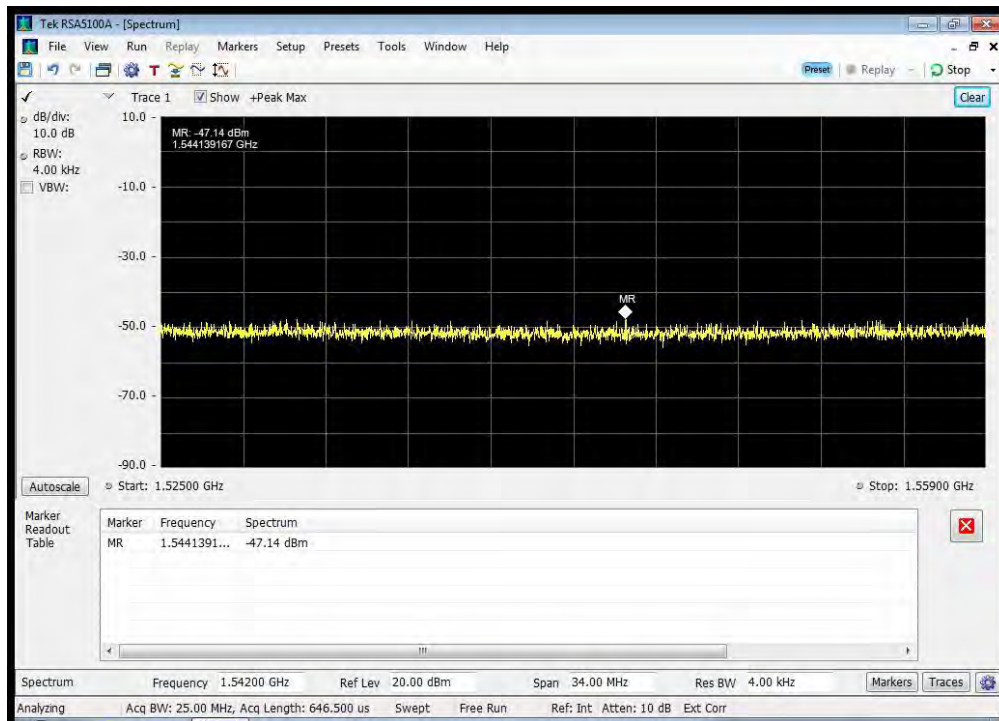 Tek RSA5100A - [Spectrum]
File View Run Replay Markers Setup Presets Tools Window Help
T
Preset Replay Stop
Trace 1 Show +Peak Max Clear
dB/div:
10.0 dB
RBW:
4.00 kHz
VBW:
10.0
MR: -47.14 dBm
1.544139167 GHz
-10.0
-30.0
MR
-50.0
-70.0
-90.0
Autoscale Start: 1.52500 GHz Stop: 1.55900 GHz
Marker
Readout
Table
Marker Frequency Spectrum
MR 1.5441391... -47.14 dBm
Spectrum Frequency 1.54200 GHz Ref Lev 20.00 dBm Span 34.00 MHz Res BW 4.00 kHz Markers Traces
Analyzing Acq BW: 25.00 MHz, Acq Length: 646.500 us Swept Free Run Ref: Int Atten: 10 dB Ext Corr